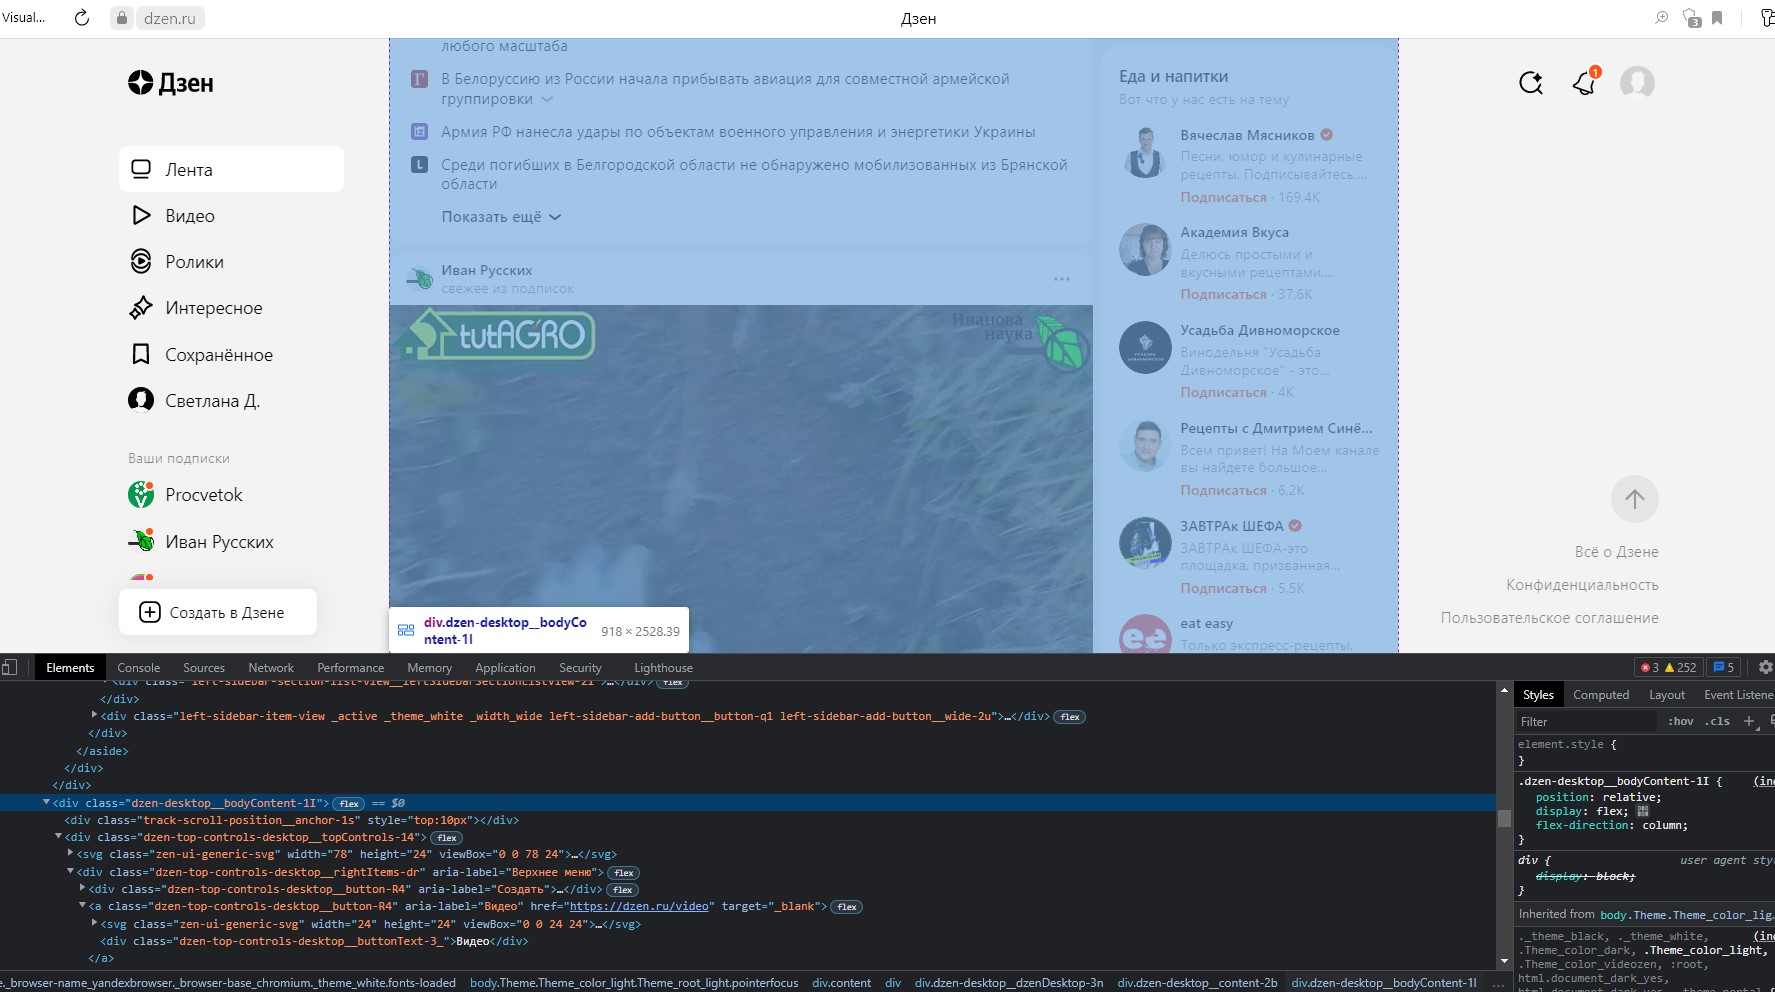 Visual...
dzen.ru
Дзен
3
Дзен
Лента
Видео
Ролики
Интересное
Сохранённое
Светлана Д.
Ваши подписки
Procvetok
Иван Русских
Создать в Дзене
любого масштаба
В Белоруссию из России начала прибывать авиация для совместной армейской
группировки
Армия РФ нанесла удары по объектам военного управления и энергетики Украины
Среди погибших в Белгородской области не обнаружено мобилизованных из Брянской
области
Показать ещё
Иван Русских
свежее из подписок
tutAGRO
Иванова
наука
Еда и напитки
Вот что у нас есть на тему
Вячеслав Мясников
Песни, юмор и кулинарные
рецепты. Подписывайтесь,...
Подписаться · 169,4K
Академия Вкуса
Делюсь простыми и
вкусными рецептами,...
Подписаться · 37,6K
Усадьба Дивноморское
Винодельня "Усадьба
Дивноморское" - это...
Подписаться · 4K
Рецепты с Дмитрием Синё...
Всем привет! На Моем канале
вы найдете большое...
Подписаться · 6,2K
ЗАВТРАк ШЕФА
ЗАВТРАк ШЕФА-это
площадка, призванная...
Подписаться · 5,5K
eat easy
Только экспресс-рецепты,
1
Всё о Дзене
Конфиденциальность
Пользовательское соглашение
div.dzen-desktop__bodyCo
ntent-1I
918 × 2528.39
Elements Console Sources Network Performance Memory Application Security Lighthouse
3 252 5
<div class="left-sidebar-section-list-view__leftSidebarSectionListView-2i">…</div> flex
</div>
<div class="left-sidebar-item-view _active _theme_white _width_wide left-sidebar-add-button__button-q1 left-sidebar-add-button__wide-2u">…</div> flex
</div>
</aside>
</div>
</div>
<div class="dzen-desktop__bodyContent-1I"> flex == $0
<div class="track-scroll-position__anchor-1s" style="top:10px"></div>
<div class="dzen-top-controls-desktop__topControls-14"> flex
<svg class="zen-ui-generic-svg" width="78" height="24" viewBox="0 0 78 24">…</svg>
<div class="dzen-top-controls-desktop__rightItems-dr" aria-label="Верхнее меню"> flex
<div class="dzen-top-controls-desktop__button-R4" aria-label="Создать">…</div> flex
<a class="dzen-top-controls-desktop__button-R4" aria-label="Видео" href="https://dzen.ru/video" target="_blank"> flex
<svg class="zen-ui-generic-svg" width="24" height="24" viewBox="0 0 24 24">…</svg>
<div class="dzen-top-controls-desktop__buttonText-3_">Видео</div>
</a>
e._browser-name_yandexbrowser._browser-base_chromium._theme_white.fonts-loaded body.Theme.Theme_color_light.Theme_root_light.pointerfocus div.content div div.dzen-desktop__dzenDesktop-3n div.dzen-desktop__content-2b div.dzen-desktop__bodyContent-1I ...
Styles Computed Layout Event Listene
Filter :hov .cls +
element.style {
}
.dzen-desktop__bodyContent-1I { (in
position: relative;
display: flex;
flex-direction: column;
}
div { user agent sty
display: block;
}
Inherited from body.Theme.Theme_color_lig…
._theme_black, ._theme_white, (in
.Theme_color_dark, .Theme_color_light,
.Theme_color_videozen, :root,
html.document_dark_yes,